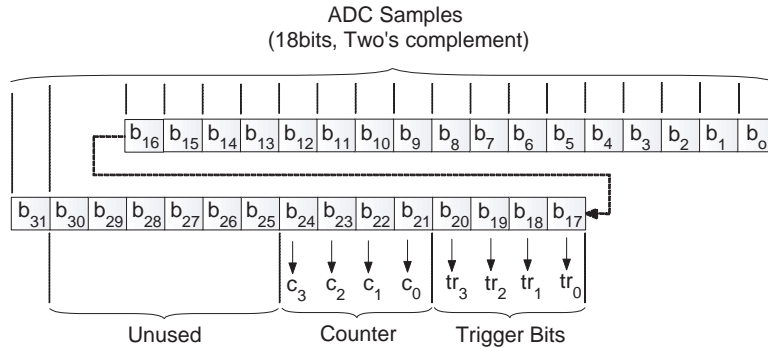 ADC Samples
(18bits, Two's complement)
b16 b15 b14 b13 b12 b11 b10 b9 b8 b7 b6 b5 b4 b3 b2 b1 bo
b31 b30 b29 b28 b27 b26 b25 b24 b23 b22 b21 b20 b19 b18 b17
c3 c2 c1 c0 tr3 tr2 tr1 tr0
Unused Counter Trigger Bits